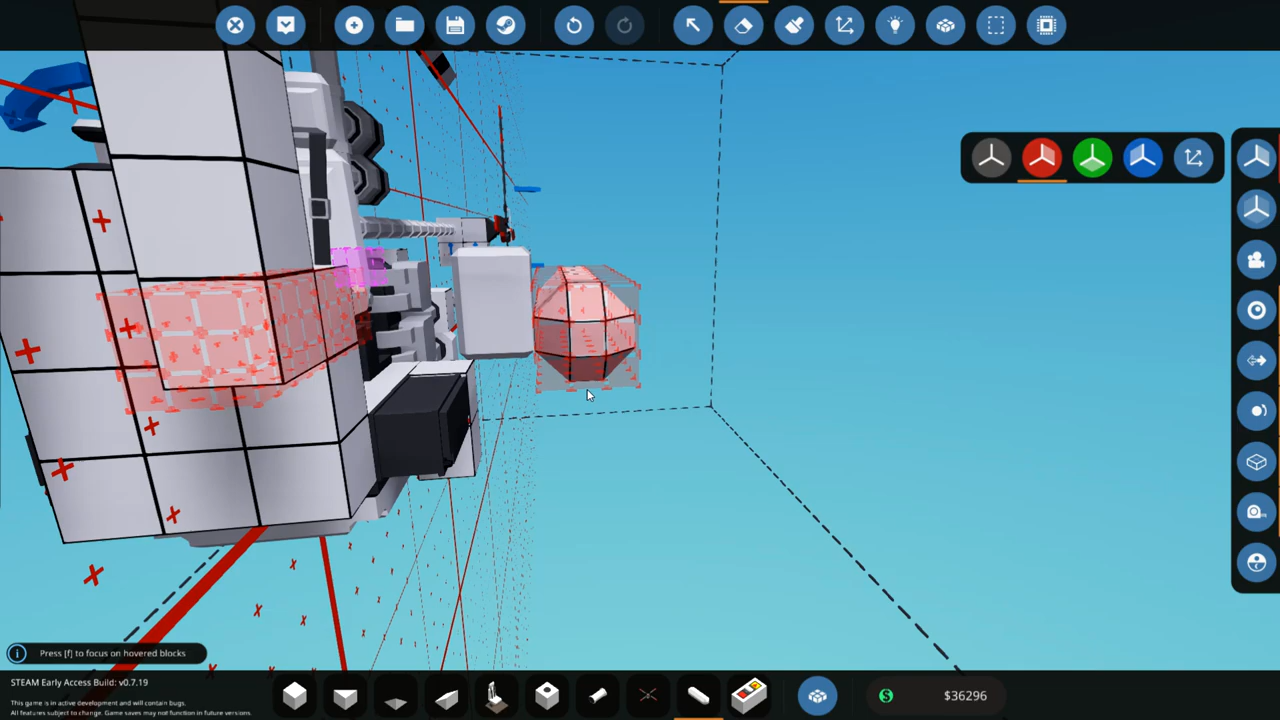 Press [f] to focus on hovered blocks
STEAM Early Access Build: v0.7.19
This game is in active development and will contain bugs.
All features subject to change. Game saves may not function in future versions.
$
$36296